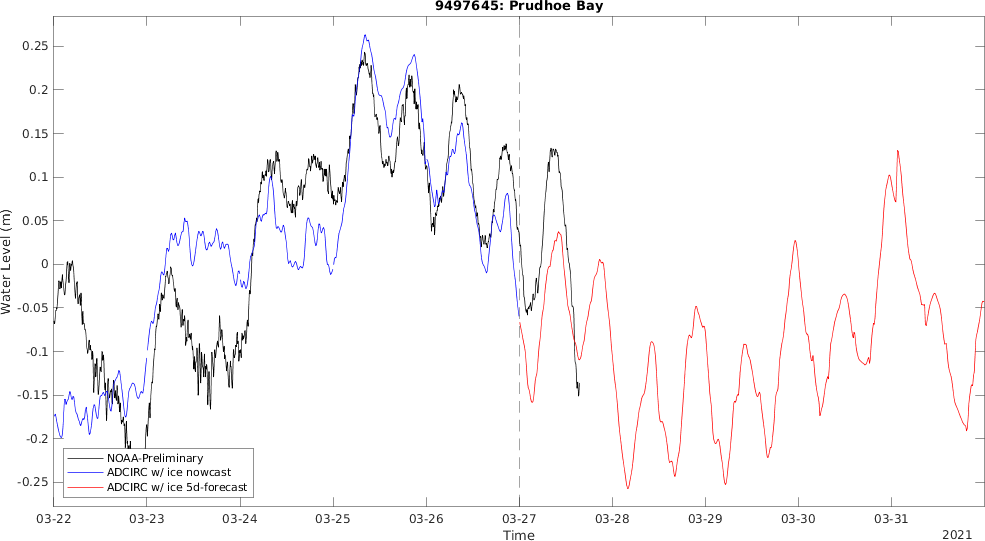 9497645: Prudhoe Bay
Water Level (m)
0.25
0.2
0.15
0.1
0.05
0
-0.05
-0.1
-0.15
-0.2
-0.25
NOAA-Preliminary
ADCIRC w/ ice nowcast
ADCIRC w/ ice 5d-forecast
03-22 03-23 03-24 03-25 03-26 03-27 03-28 03-29 03-30 03-31
Time
2021